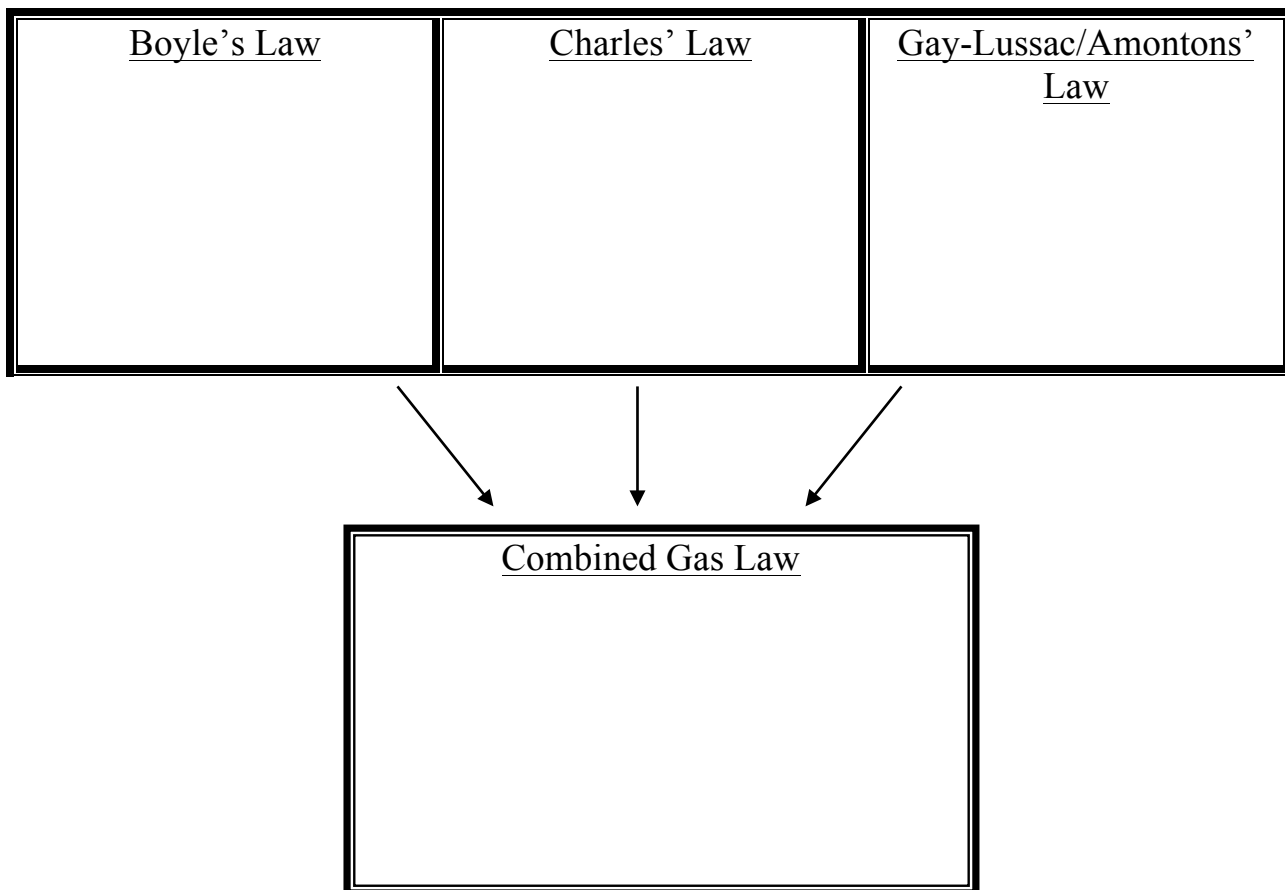 Boyle’s Law
Charles’ Law
Gay-Lussac/Amontons’
Law
Combined Gas Law